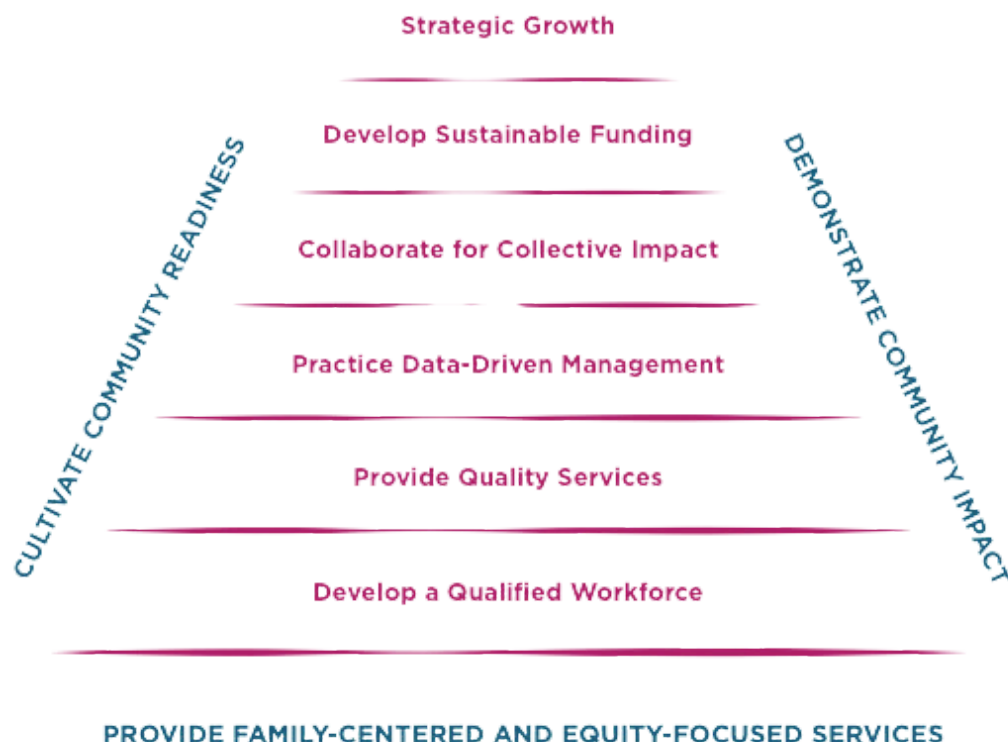 Strategic Growth
Develop Sustainable Funding
Collaborate for Collective Impact
Practice Data-Driven Management
Provide Quality Services
Develop a Qualified Workforce
CULTIVATE COMMUNITY READINESS
DEMONSTRATE COMMUNITY IMPACT
PROVIDE FAMILY-CENTERED AND EQUITY-FOCUSED SERVICES